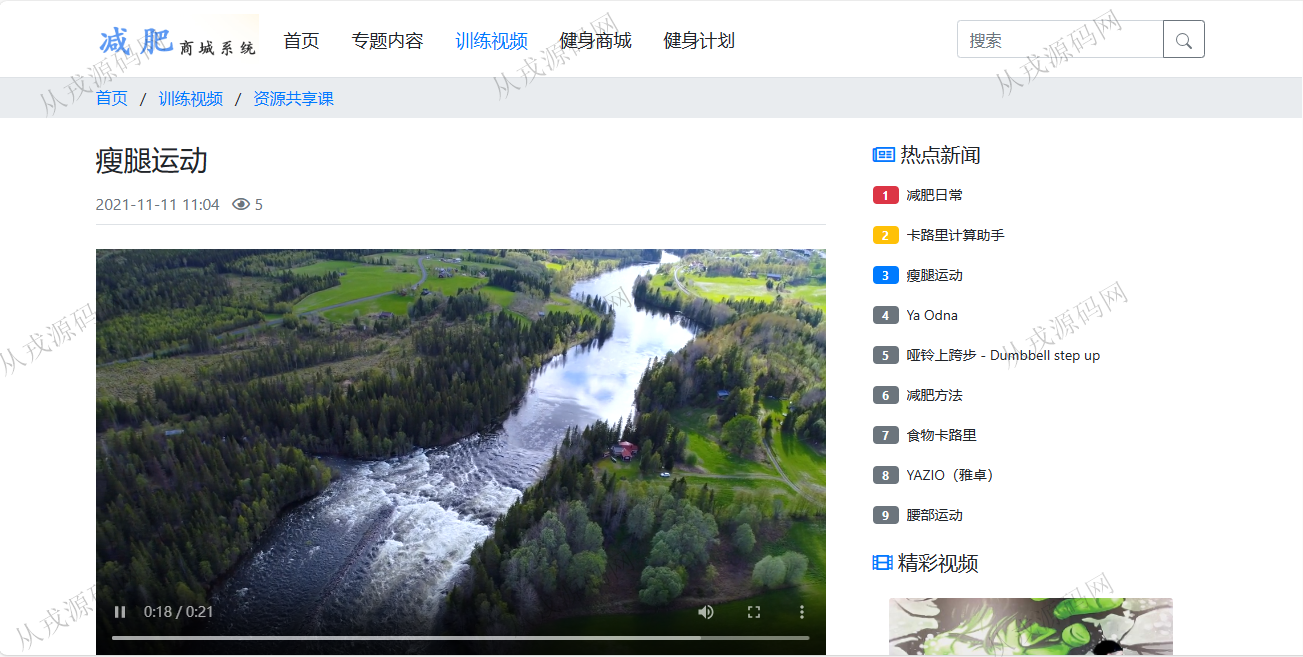 减肥 商城系统
首页 专题内容 训练视频 健身商城 健身计划
搜索
首页 / 训练视频 / 资源共享课
瘦腿运动
2021-11-11 11:04 5
0:18 / 0:21
热点新闻
1 减肥日常
2 卡路里计算助手
3 瘦腿运动
4 Ya Odna
5 哑铃上跨步 - Dumbbell step up
6 减肥方法
7 食物卡路里
8 YAZIO（雅卓）
9 腰部运动
精彩视频
从戎源码网
从戎源码网
从戎源码网
从戎源码网
从戎源码网
从戎源码网
从戎源码网
从戎源码网